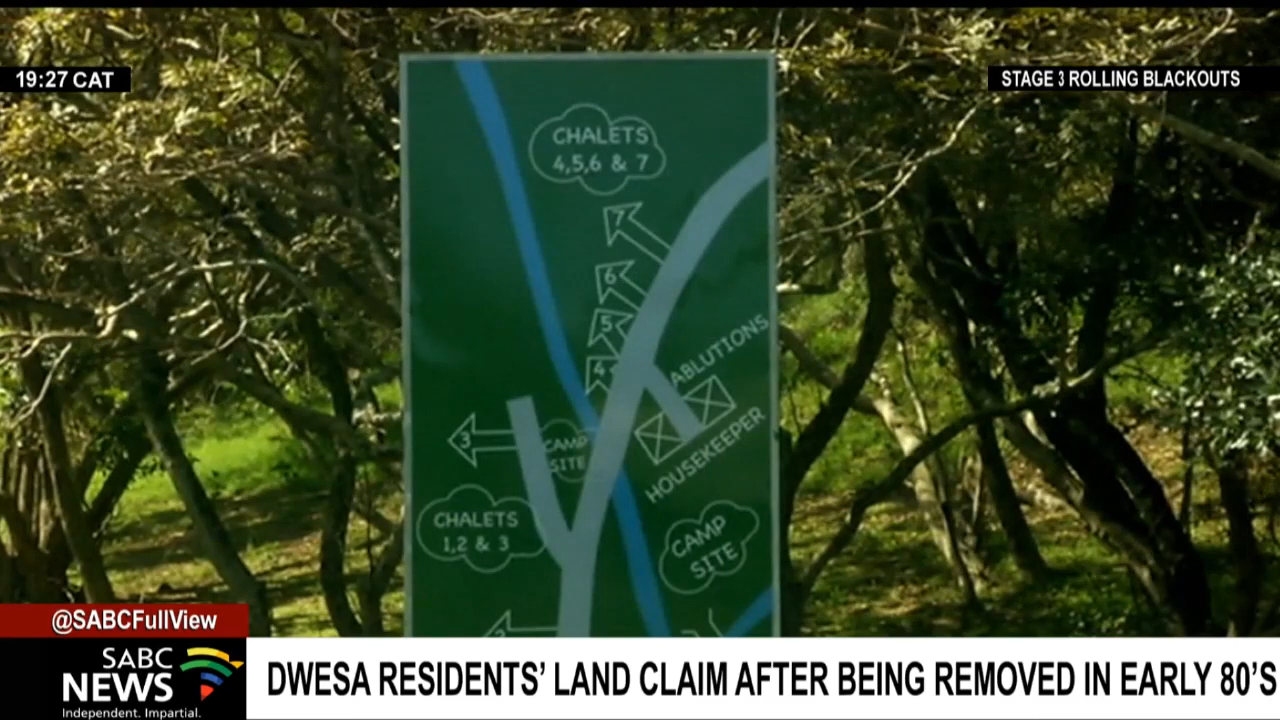 19:27 CAT
STAGE 3 ROLLING BLACKOUTS
CHALETS
4,5,6 & 7
7
6
5
4
ABLUTIONS
HOUSEKEEPER
3
CAMP
SITE
CHALETS
1,2 & 3
CAMP
SITE
@SABCFullView
SABC
NEWS
Independent. Impartial.
DWESA RESIDENTS' LAND CLAIM AFTER BEING REMOVED IN EARLY 80'S